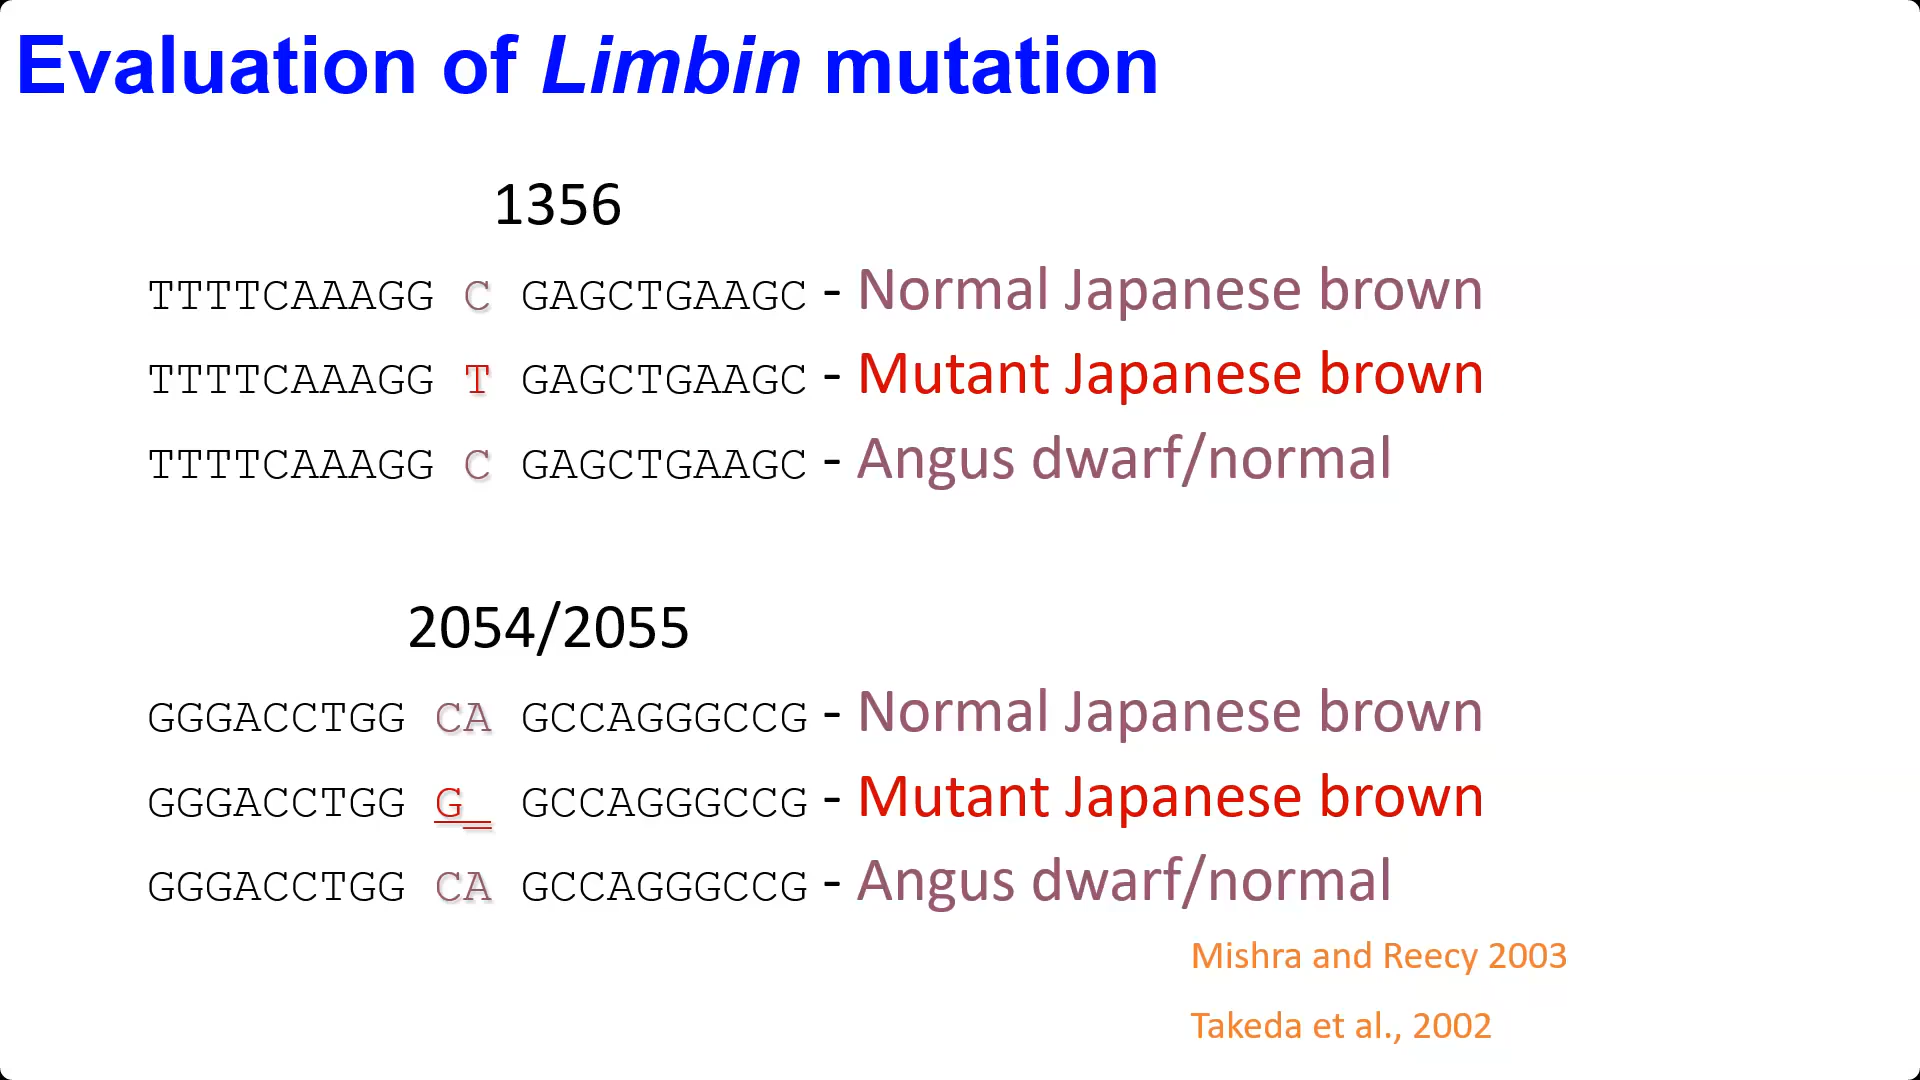 Evaluation of Limbin mutation
1356
TTTTCAAAGG C GAGCTGAAGC - Normal Japanese brown
TTTTCAAAGG T GAGCTGAAGC - Mutant Japanese brown
TTTTCAAAGG C GAGCTGAAGC - Angus dwarf/normal
2054/2055
GGGACCTGG CA GCCAGGGCCG - Normal Japanese brown
GGGACCTGG G_ GCCAGGGCCG - Mutant Japanese brown
GGGACCTGG CA GCCAGGGCCG - Angus dwarf/normal
Mishra and Reecy 2003
Takeda et al., 2002